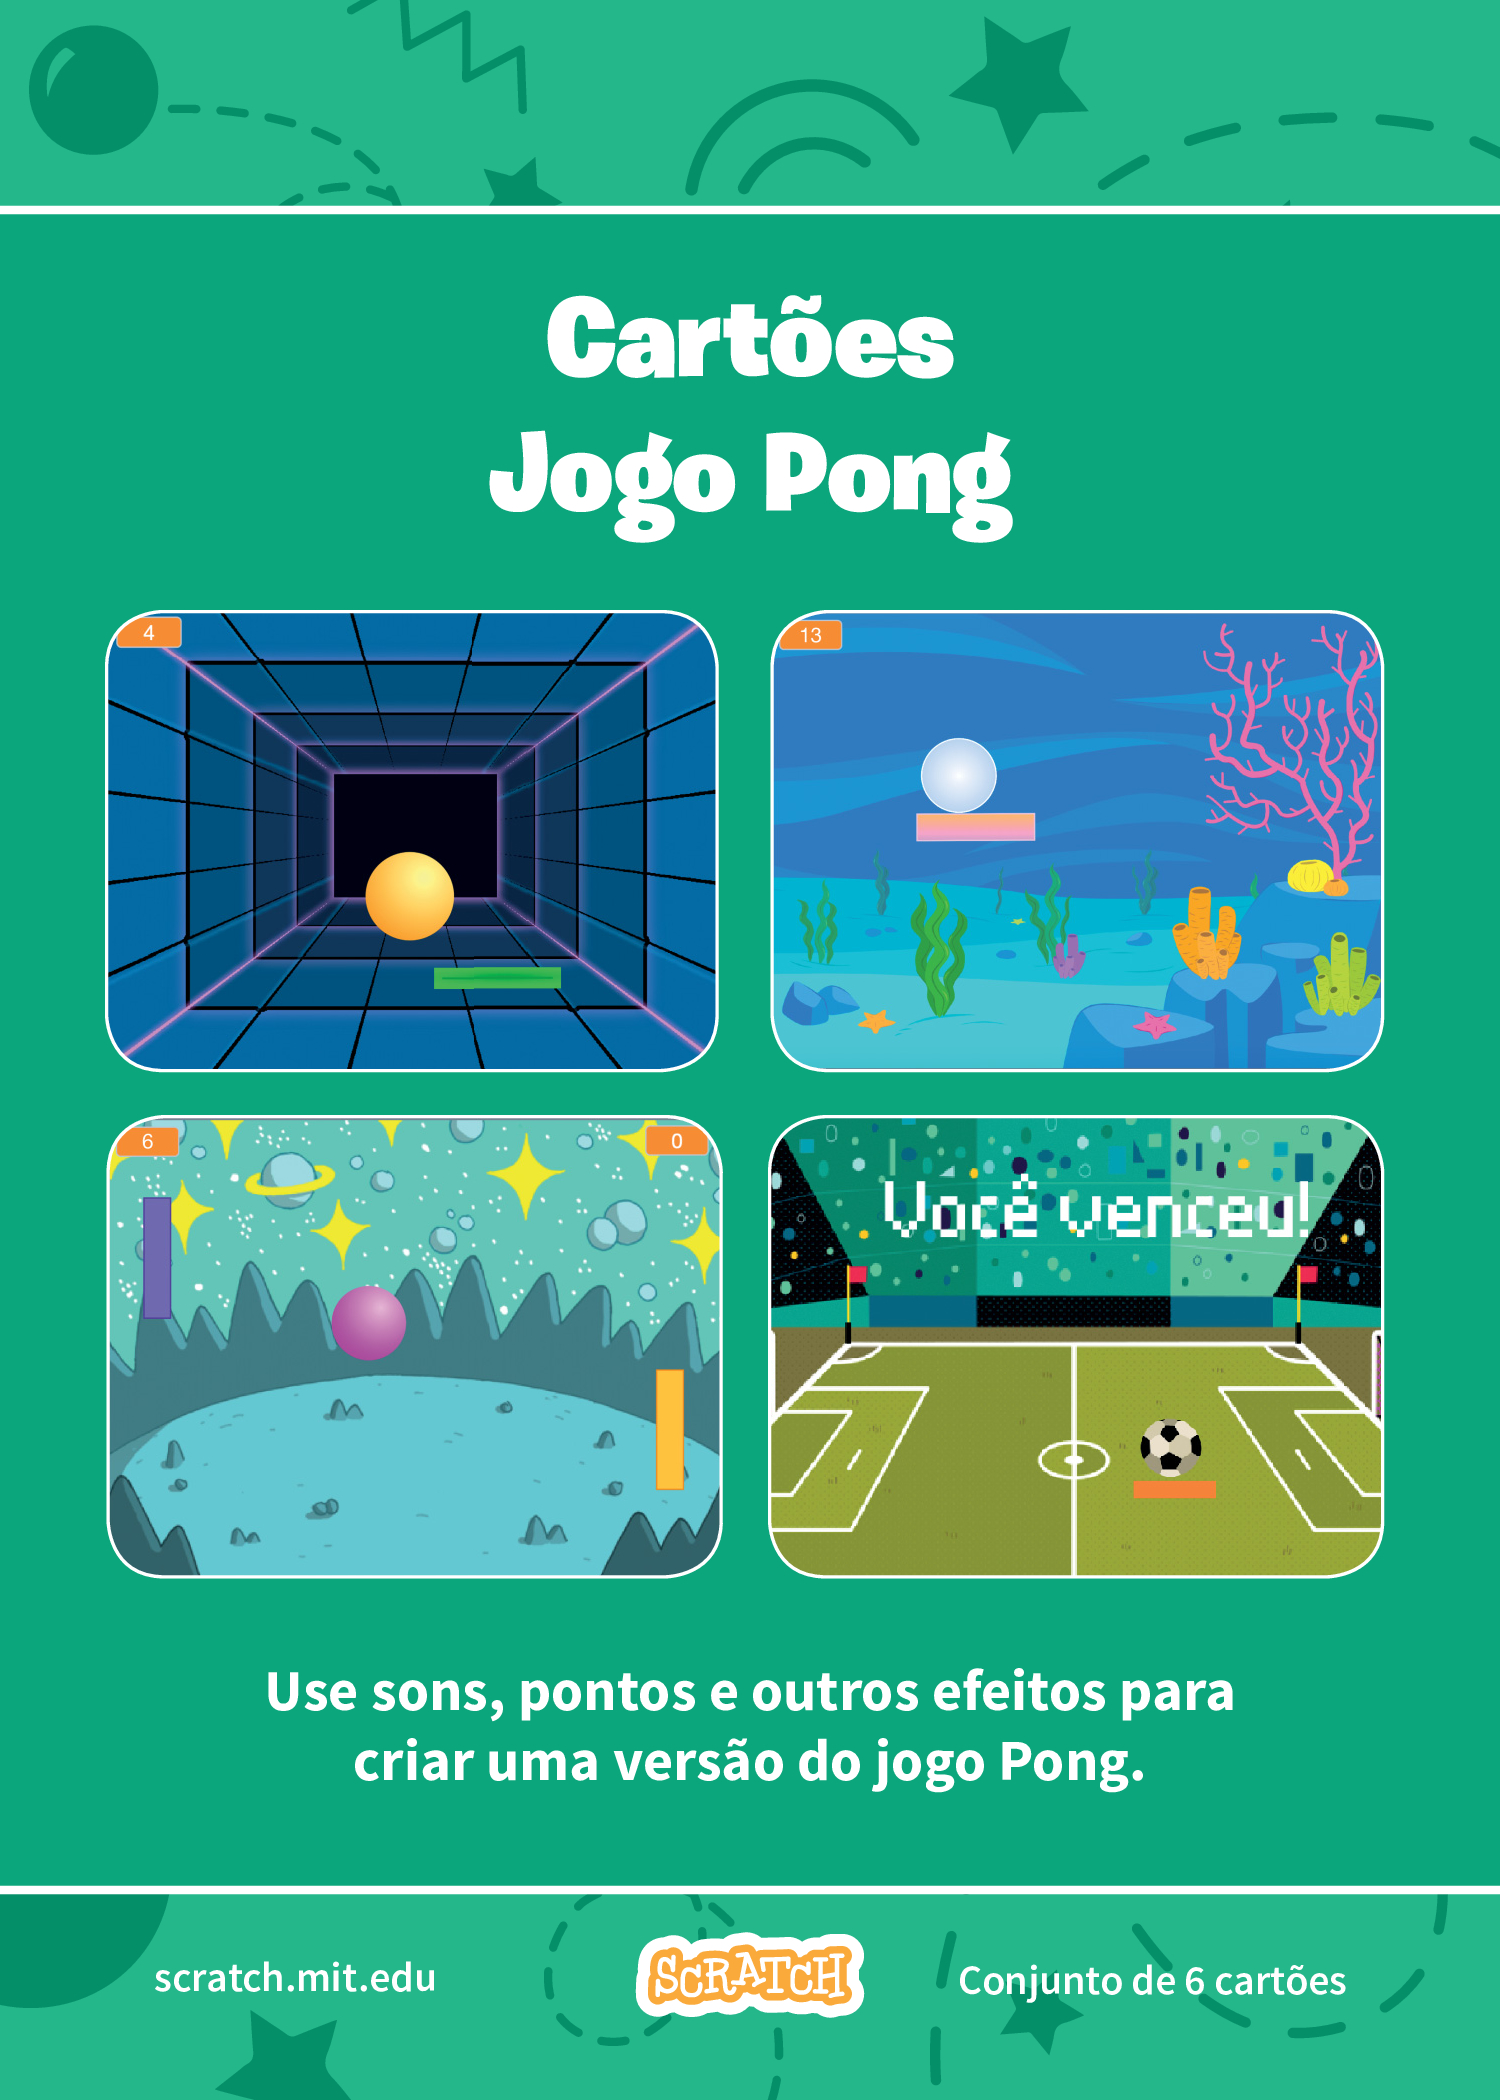 Cartões
Jogo Pong
4
13
6
0
Você venceu!
Use sons, pontos e outros efeitos para
criar uma versão do jogo Pong.
scratch.mit.edu
SCRATCH
Conjunto de 6 cartões